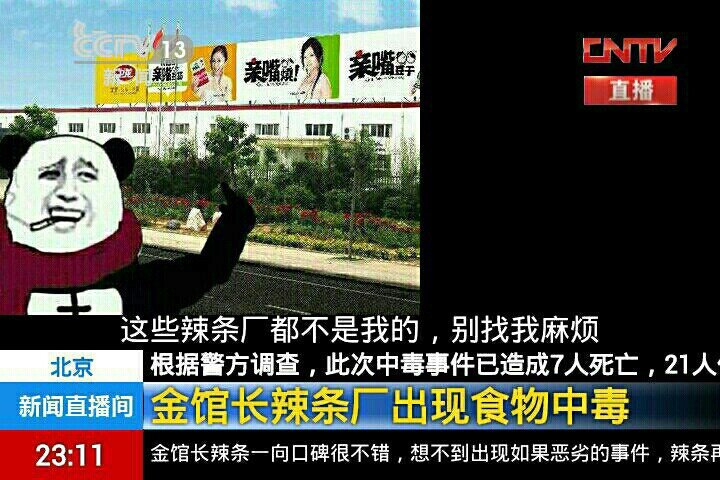 CCTV 13
新闻
CNTV
直播
亲嘴烧!
亲嘴豆干
这些辣条厂都不是我的，别找我麻烦
北京
根据警方调查，此次中毒事件已造成7人死亡，21人
新闻直播间
金馆长辣条厂出现食物中毒
23:11
金馆长辣条一向口碑很不错，想不到出现如果恶劣的事件，辣条再